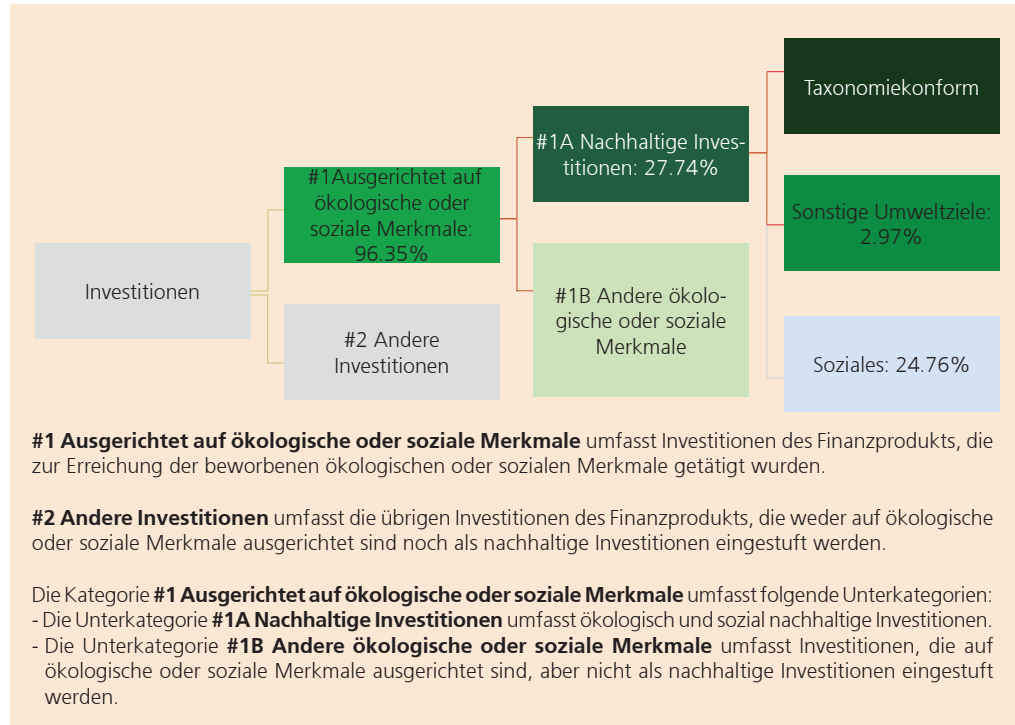 Taxonomiekonform
#1A Nachhaltige Inves-
titionen: 27.74%
#1Ausgerichtet auf
ökologische oder
soziale Merkmale:
96.35%
Sonstige Umweltziele:
2.97%
Investitionen
#1B Andere ökolo-
gische oder soziale
Merkmale
#2 Andere
Investitionen
Soziales: 24.76%
#1 Ausgerichtet auf ökologische oder soziale Merkmale umfasst Investitionen des Finanzprodukts, die
zur Erreichung der beworbenen ökologischen oder sozialen Merkmale getätigt wurden.
#2 Andere Investitionen umfasst die übrigen Investitionen des Finanzprodukts, die weder auf ökologische
oder soziale Merkmale ausgerichtet sind noch als nachhaltige Investitionen eingestuft werden.
Die Kategorie #1 Ausgerichtet auf ökologische oder soziale Merkmale umfasst folgende Unterkategorien:
- Die Unterkategorie #1A Nachhaltige Investitionen umfasst ökologisch und sozial nachhaltige Investitionen.
- Die Unterkategorie #1B Andere ökologische oder soziale Merkmale umfasst Investitionen, die auf
ökologische oder soziale Merkmale ausgerichtet sind, aber nicht als nachhaltige Investitionen eingestuft
werden.